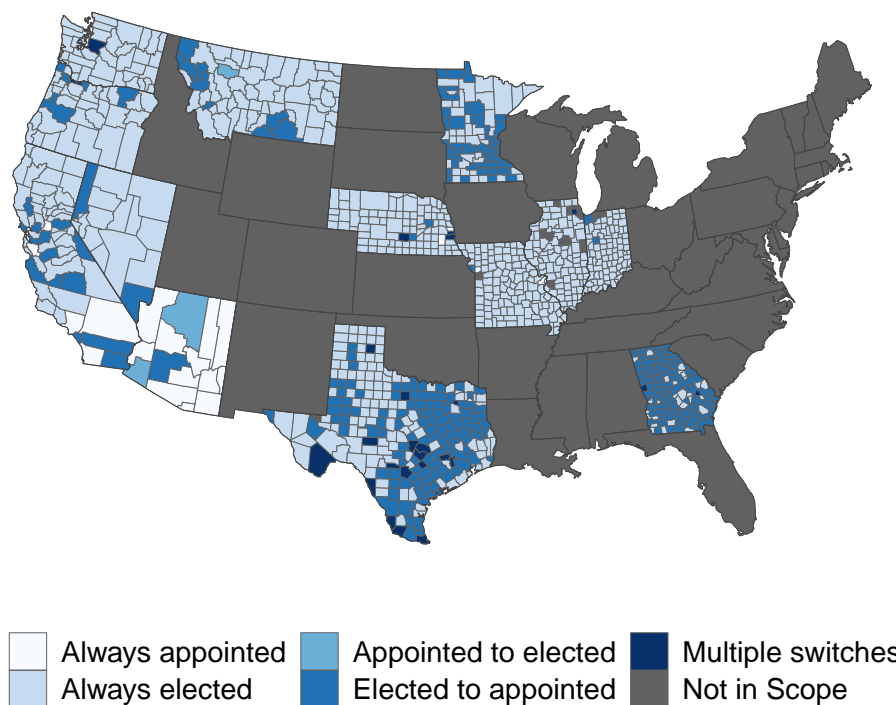 Always appointed Appointed to elected Multiple switches
Always elected Elected to appointed Not in Scope